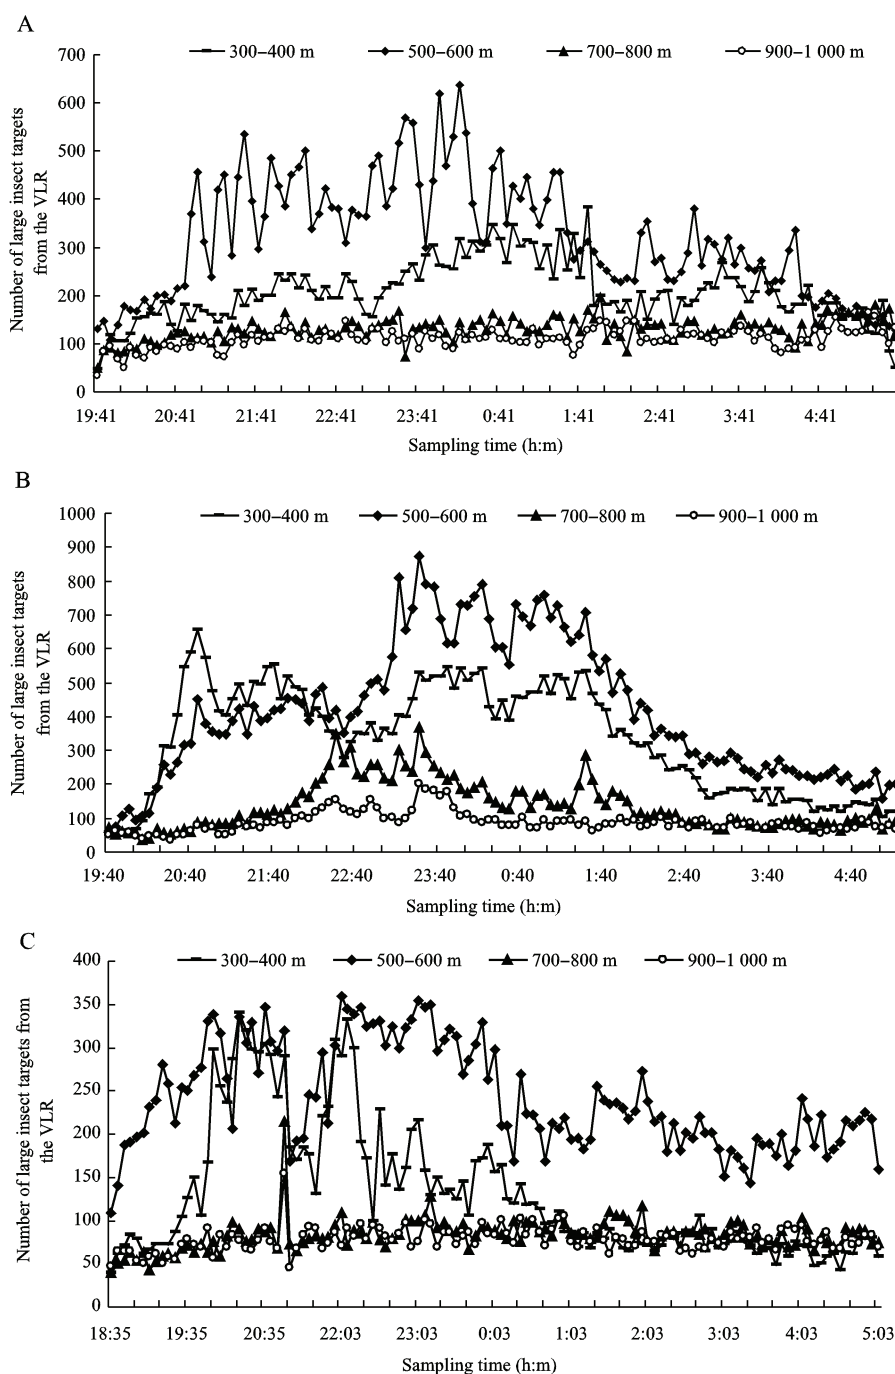 A
700
600
500
400
300
200
100
0
300–400 m 500–600 m 700–800 m 900–1 000 m
Number of large insect targets
from the VLR
19:41 20:41 21:41 22:41 23:41 0:41 1:41 2:41 3:41 4:41
Sampling time (h:m)
B
1000
900
800
700
600
500
400
300
200
100
0
300–400 m 500–600 m 700–800 m 900–1 000 m
Number of large insect targets
from the VLR
19:40 20:40 21:40 22:40 23:40 0:40 1:40 2:40 3:40 4:40
Sampling time (h:m)
C
400
350
300
250
200
150
100
50
0
300–400 m 500–600 m 700–800 m 900–1 000 m
Number of large insect targets from
the VLR
18:35 19:35 20:35 22:03 23:03 0:03 1:03 2:03 3:03 4:03 5:03
Sampling time (h:m)